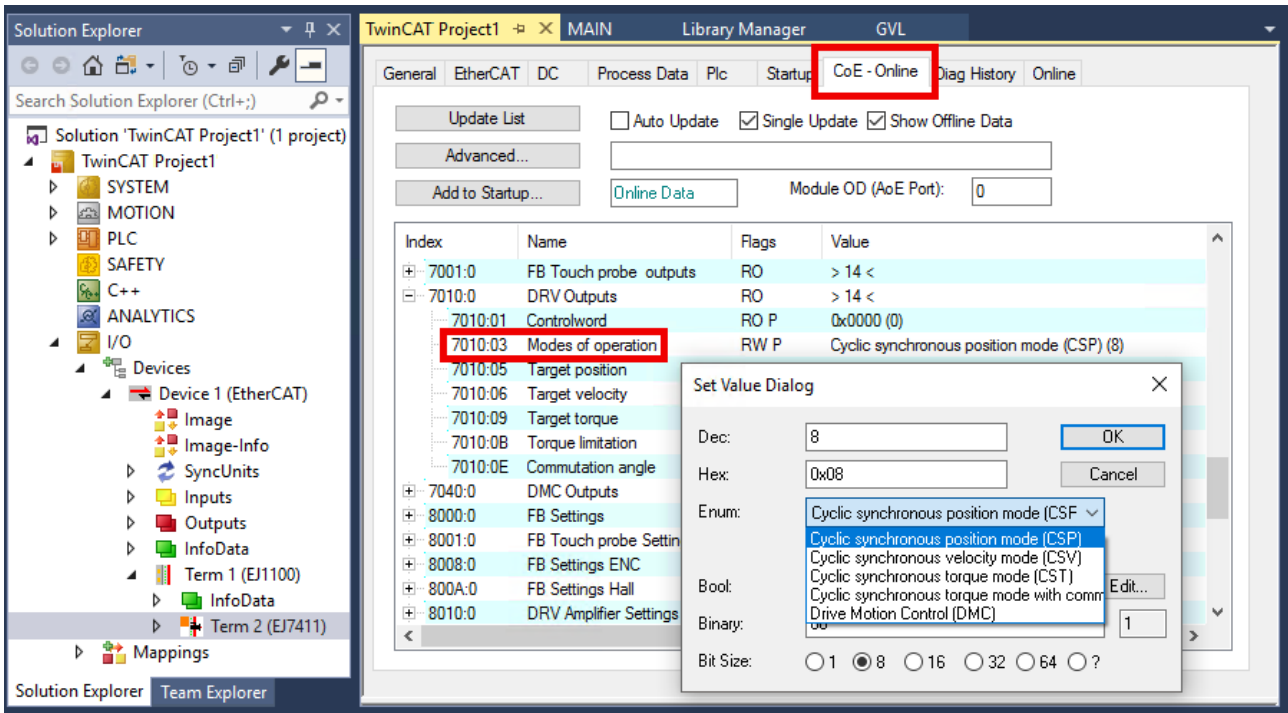 Solution Explorer
Search Solution Explorer (Ctrl+;)
Solution 'TwinCAT Project1' (1 project)
TwinCAT Project1
SYSTEM
MOTION
PLC
SAFETY
C++
ANALYTICS
I/O
Devices
Device 1 (EtherCAT)
Image
Image-Info
SyncUnits
Inputs
Outputs
InfoData
Term 1 (EJ1100)
InfoData
Term 2 (EJ7411)
Mappings
Solution Explorer Team Explorer
TwinCAT Project1 MAIN Library Manager GVL
General EtherCAT DC Process Data Plc Startup CoE - Online Diag History Online
Update List Auto Update Single Update Show Offline Data
Advanced...
Add to Startup... Online Data Module OD (AoE Port): 0
Index Name Flags Value
7001:0 FB Touch probe outputs RO > 14 <
7010:0 DRV Outputs RO > 14 <
7010:01 Controlword RO P 0x0000 (0)
7010:03 Modes of operation RW P Cyclic synchronous position mode (CSP) (8)
7010:05 Target position
7010:06 Target velocity
7010:09 Target torque
7010:0B Torque limitation
7010:0E Commutation angle
7040:0 DMC Outputs
8000:0 FB Settings
8001:0 FB Touch probe Settin
8008:0 FB Settings ENC
800A:0 FB Settings Hall
8010:0 DRV Amplifier Settings
Set Value Dialog
Dec: 8 OK
Hex: 0x08 Cancel
Enum: Cyclic synchronous position mode (CSF
Cyclic synchronous position mode (CSP)
Cyclic synchronous velocity mode (CSV)
Cyclic synchronous torque mode (CST)
Cyclic synchronous torque mode with comm
Drive Motion Control (DMC)
Bool: Edit...
Binary: 1
Bit Size: 1 8 16 32 64 ?